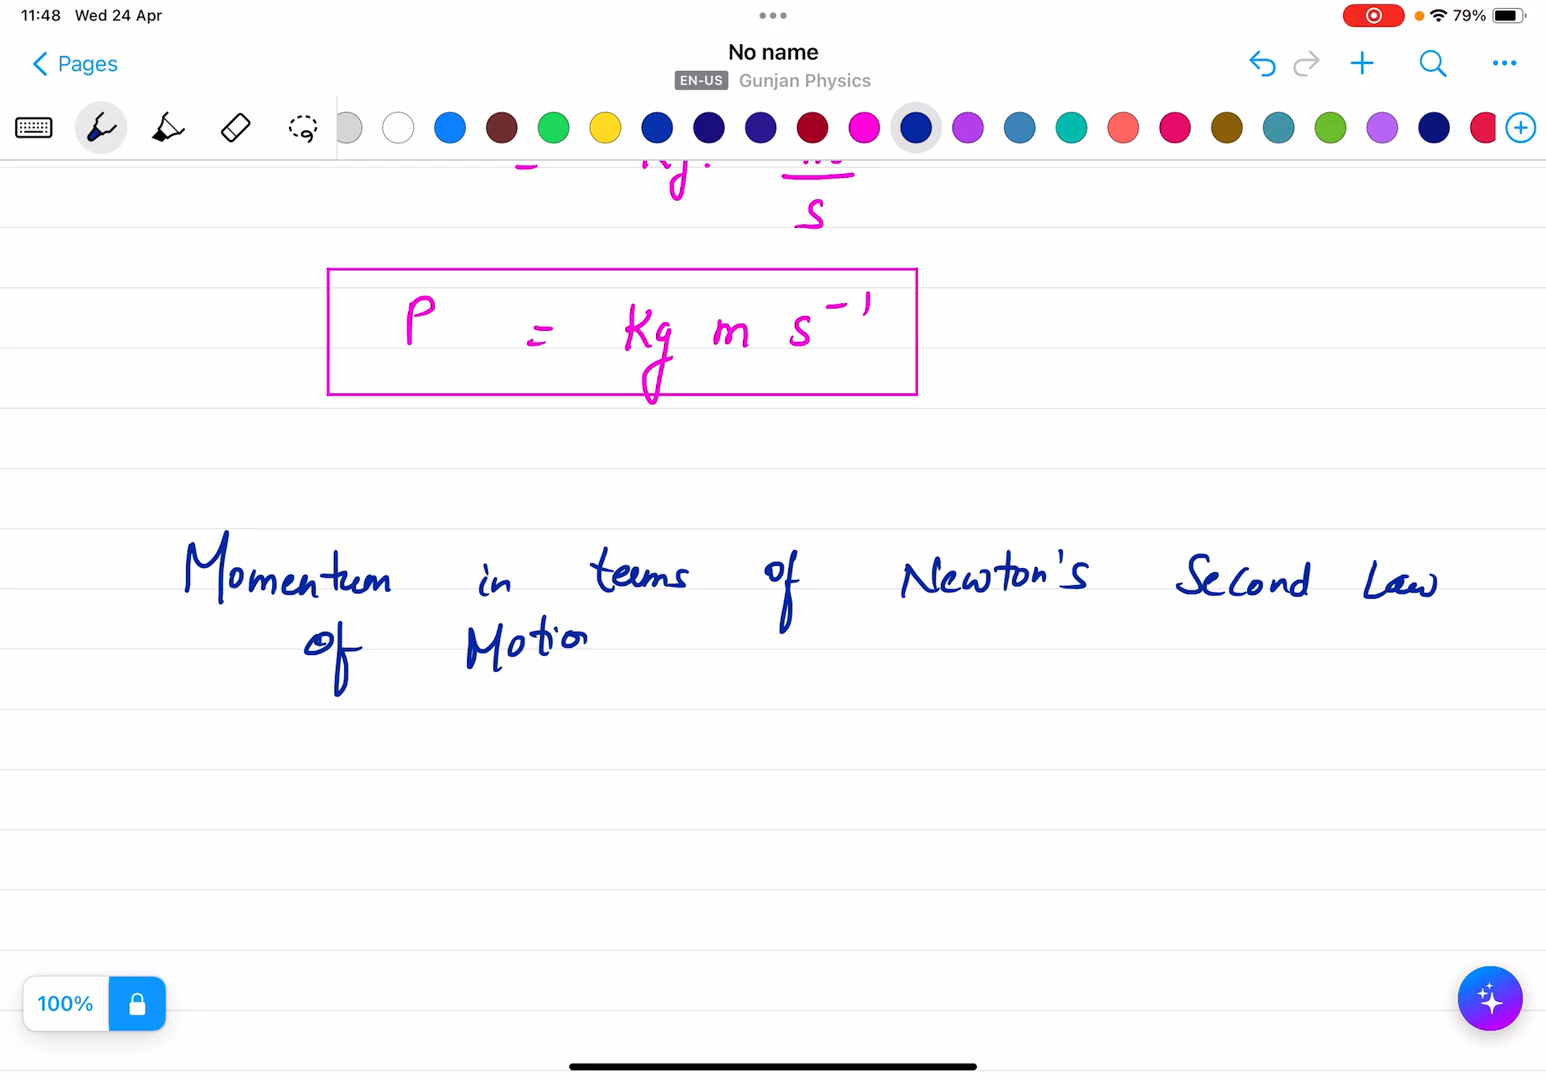 11:48 Wed 24 Apr
79%
No name
Pages
EN-US Gunjan Physics
s
P = Kg m s⁻¹
Momentum in terms of Newton's Second Law
of Motion
100%